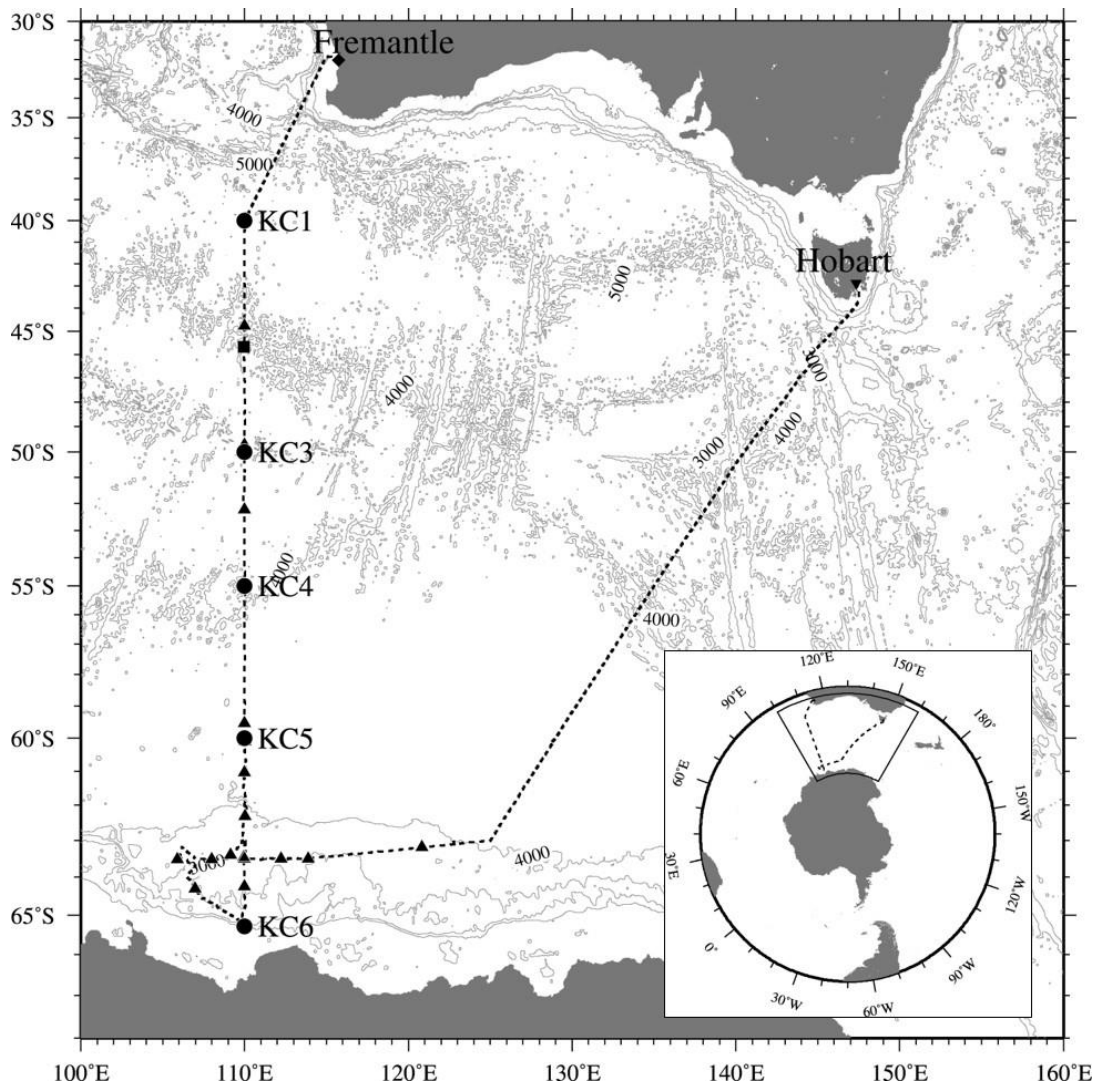 30°S
35°S
40°S
45°S
50°S
55°S
60°S
65°S
Fremantle
4000
5000
KC1
Hobart
5000
3000
4000
KC3
3000
4000
4000
KC4
4000
KC5
3000
4000
KC6
120°E
150°E
90°E
180°
60°E
150°W
30°E
120°W
0°
90°W
30°W
60°W
100°E
110°E
120°E
130°E
140°E
150°E
160°E